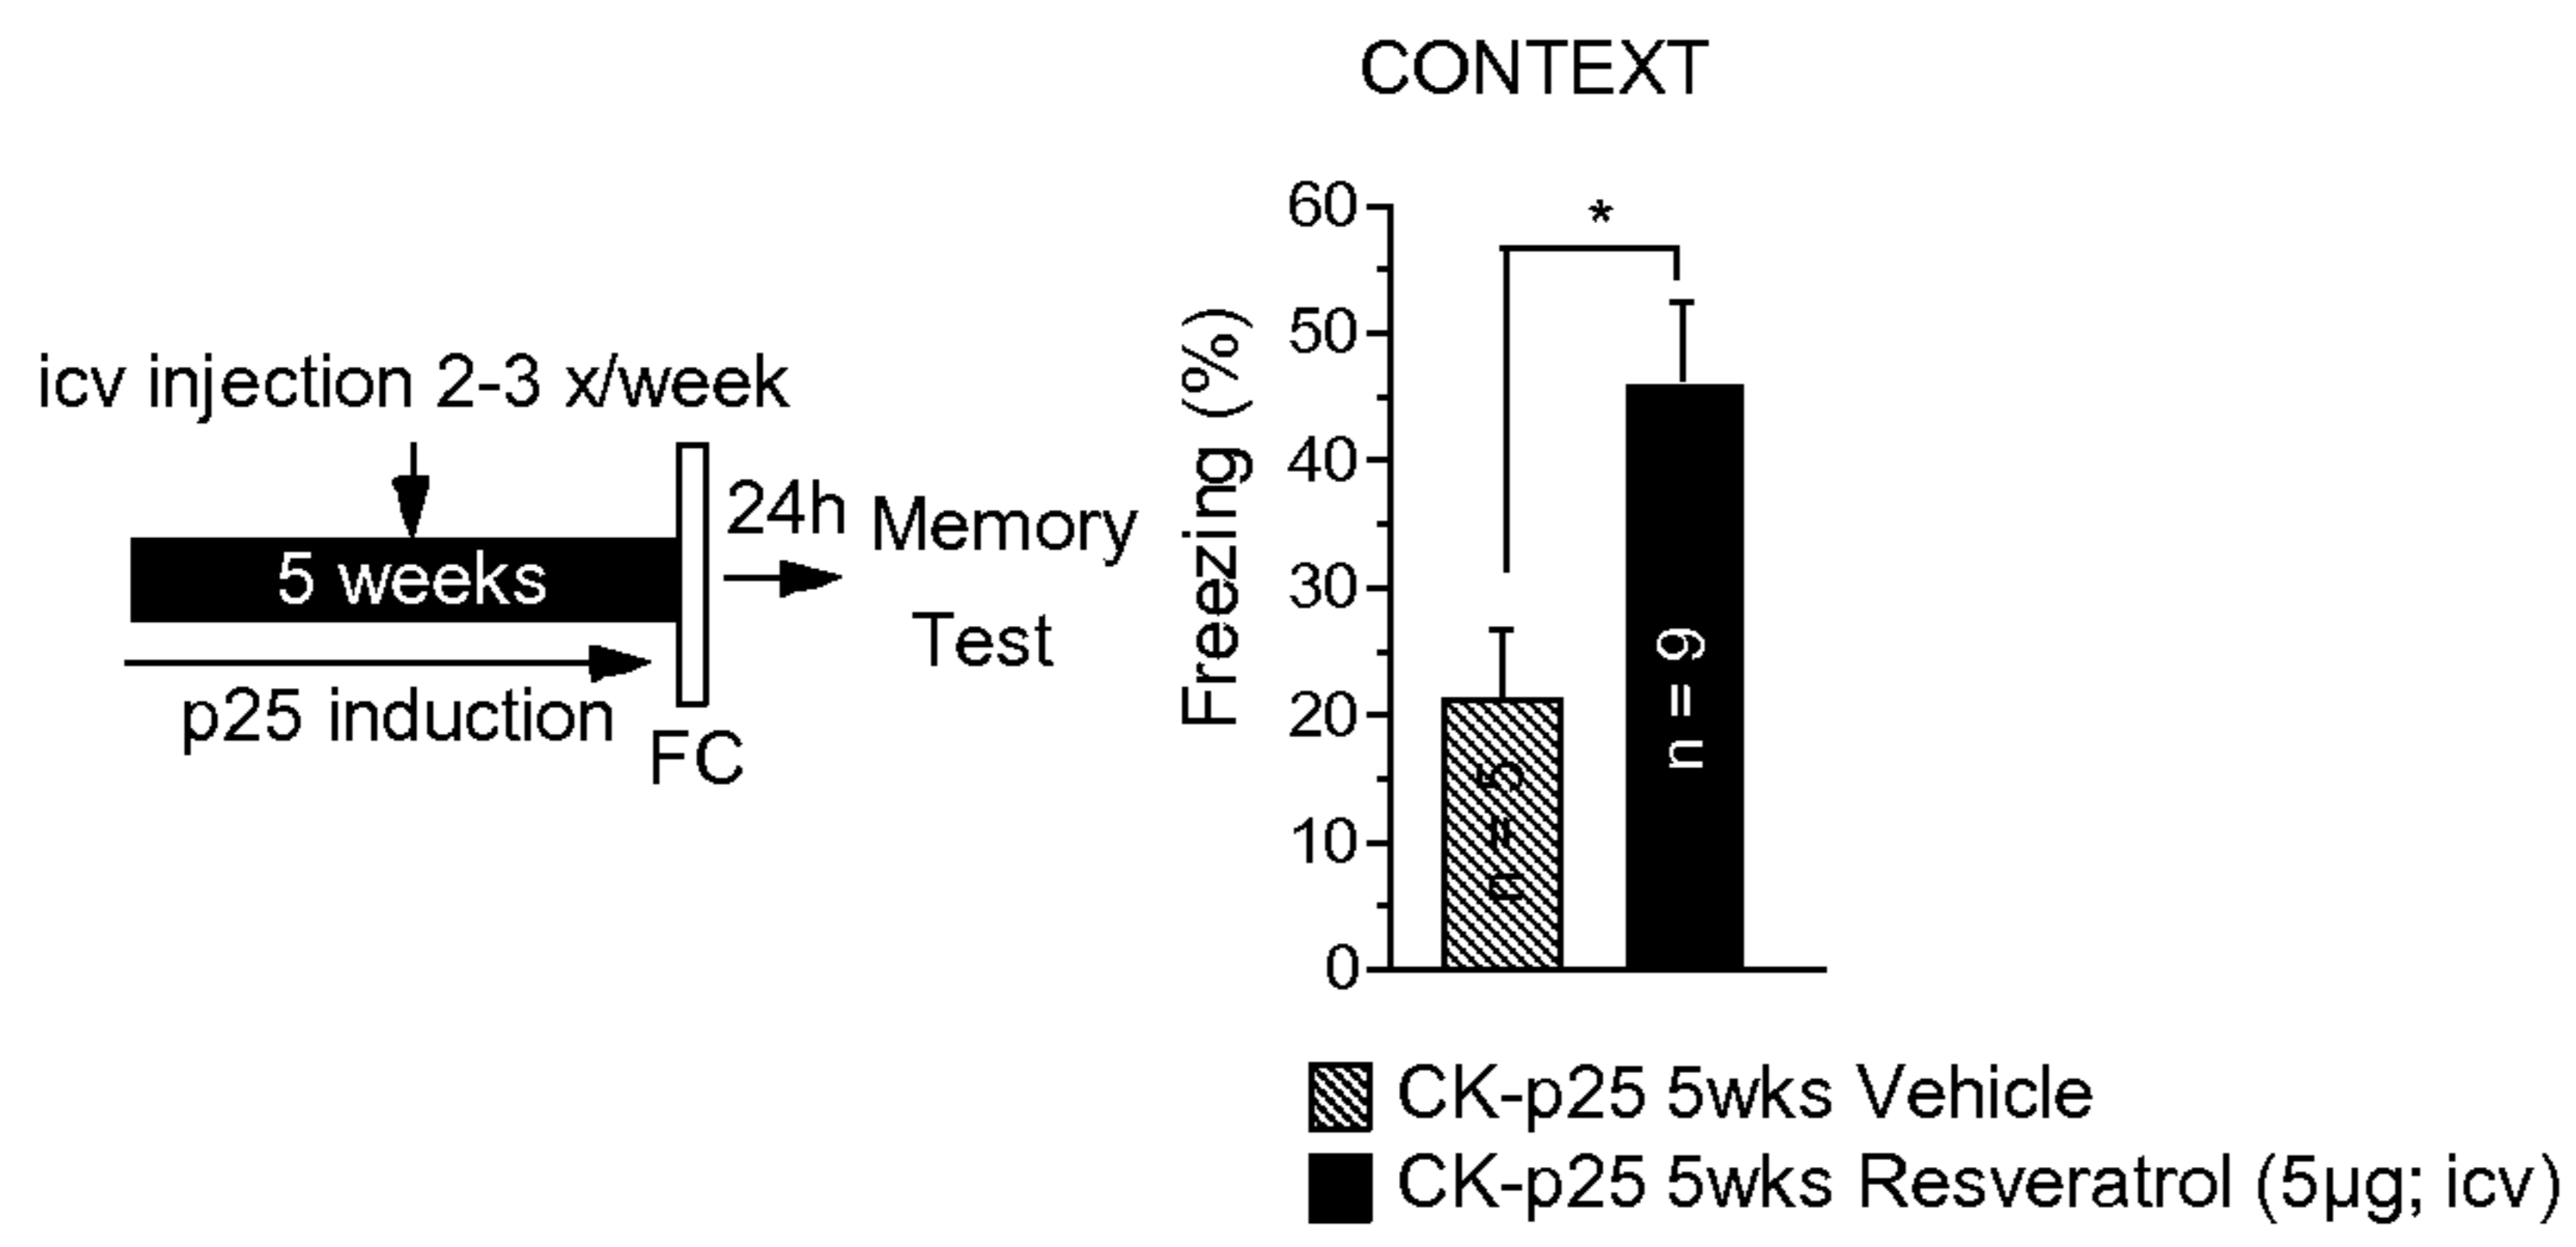 icv injection 2-3 x/week
5 weeks
24h
Memory
Test
p25 induction
FC
CONTEXT
Freezing (%)
60
50
40
30
20
10
0
*
n = 5
n = 9
CK-p25 5wks Vehicle
CK-p25 5wks Resveratrol (5µg; icv)